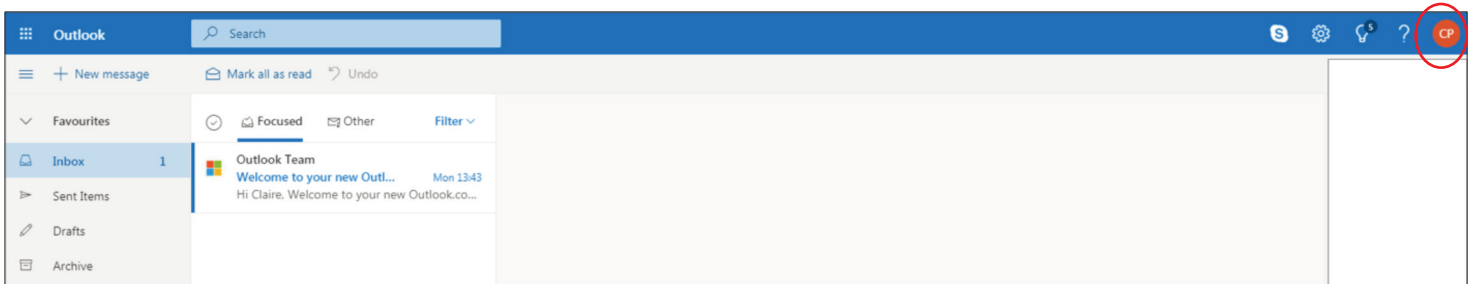 Outlook
Search
S
5
?
CP
+ New message
Mark all as read
Undo
Favourites
Focused
Other
Filter
Inbox 1
Outlook Team
Welcome to your new Outl... Mon 13:43
Hi Claire, Welcome to your new Outlook.co...
Sent Items
Drafts
Archive